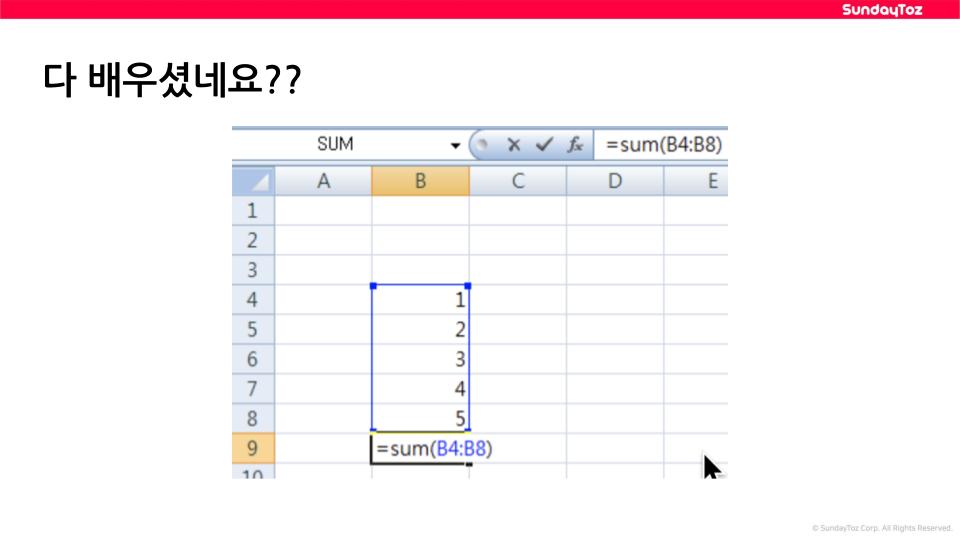 SundayToz
다 배우셨네요??
SUM fx =sum(B4:B8)
A B C D E
1
2
3
4 1
5 2
6 3
7 4
8 5
9 =sum(B4:B8)
10
© SundayToz Corp. All Rights Reserved.